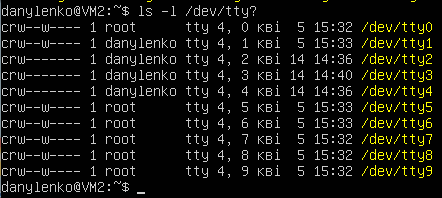 danylenko@VM2:~$ ls -l /dev/tty?
crw--w---- 1 root      tty 4, 0 кві  5 15:32 /dev/tty0
crw--w---- 1 danylenko tty 4, 1 кві  5 15:33 /dev/tty1
crw------- 1 danylenko tty 4, 2 кві 14 14:36 /dev/tty2
crw------- 1 danylenko tty 4, 3 кві 14 14:40 /dev/tty3
crw------- 1 danylenko tty 4, 4 кві 14 14:36 /dev/tty4
crw--w---- 1 root      tty 4, 5 кві  5 15:33 /dev/tty5
crw--w---- 1 root      tty 4, 6 кві  5 15:33 /dev/tty6
crw--w---- 1 root      tty 4, 7 кві  5 15:32 /dev/tty7
crw--w---- 1 root      tty 4, 8 кві  5 15:32 /dev/tty8
crw--w---- 1 root      tty 4, 9 кві  5 15:32 /dev/tty9
danylenko@VM2:~$ _